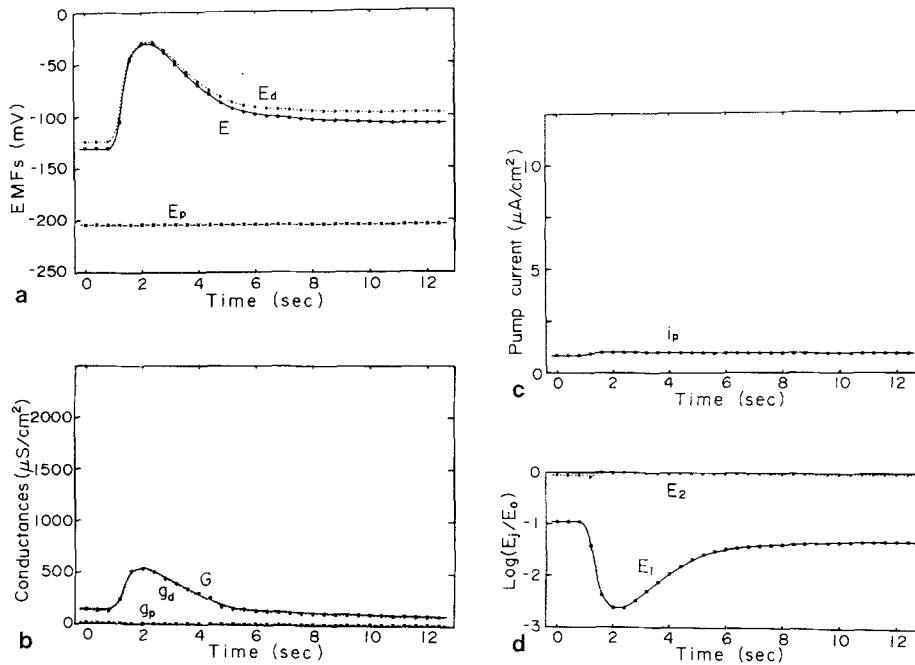 0
-50
-100
-150
-200
-250
EMFs (mV)
E_d
E
E_p
0 2 4 6 8 10 12
Time (sec)
a
2000
1500
1000
500
0
Conductances (μS/cm²)
G
g_d
g_p
0 2 4 6 8 10 12
Time (sec)
b
10
5
0
Pump current (μA/cm²)
i_p
0 2 4 6 8 10 12
Time (sec)
c
0
-1
-2
-3
Log(E_j/E_o)
E_2
E_1
0 2 4 6 8 10 12
Time (sec)
d